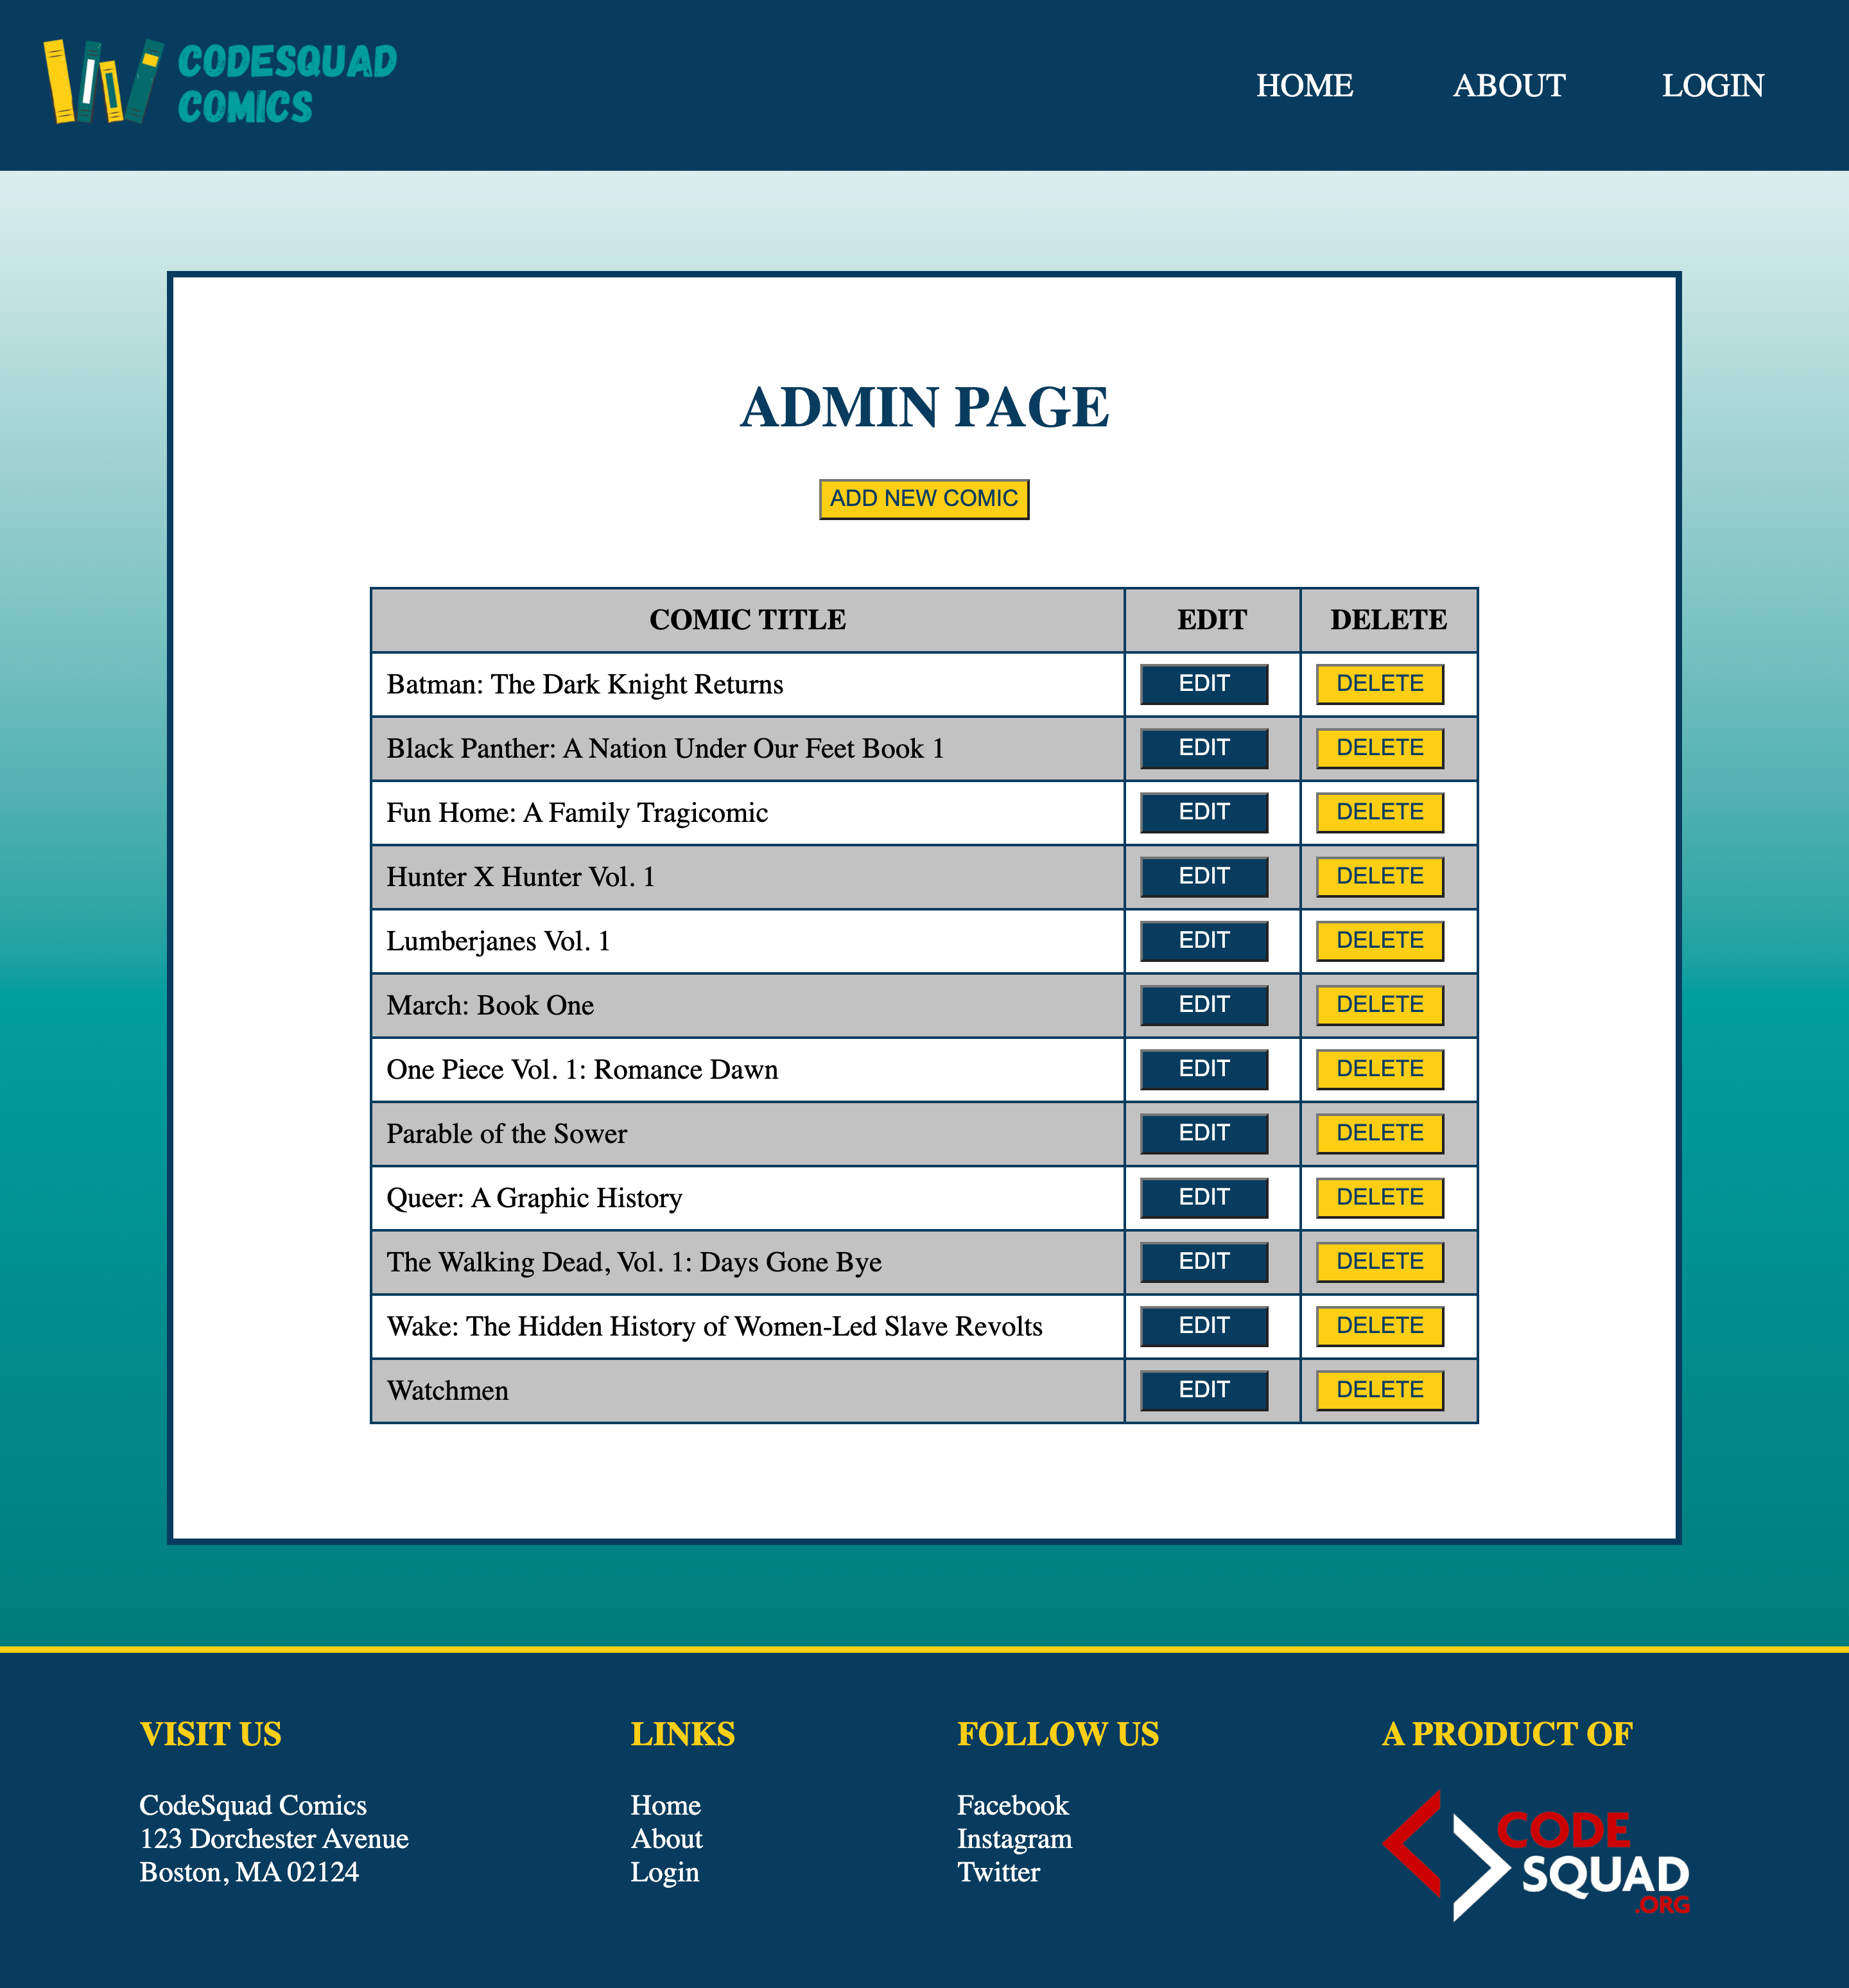 CODESQUAD
COMICS
HOME ABOUT LOGIN
ADMIN PAGE
ADD NEW COMIC
COMIC TITLE EDIT DELETE
Batman: The Dark Knight Returns EDIT DELETE
Black Panther: A Nation Under Our Feet Book 1 EDIT DELETE
Fun Home: A Family Tragicomic EDIT DELETE
Hunter X Hunter Vol. 1 EDIT DELETE
Lumberjanes Vol. 1 EDIT DELETE
March: Book One EDIT DELETE
One Piece Vol. 1: Romance Dawn EDIT DELETE
Parable of the Sower EDIT DELETE
Queer: A Graphic History EDIT DELETE
The Walking Dead, Vol. 1: Days Gone Bye EDIT DELETE
Wake: The Hidden History of Women-Led Slave Revolts EDIT DELETE
Watchmen EDIT DELETE
VISIT US
CodeSquad Comics
123 Dorchester Avenue
Boston, MA 02124
LINKS
Home
About
Login
FOLLOW US
Facebook
Instagram
Twitter
A PRODUCT OF
CODE
SQUAD
.ORG